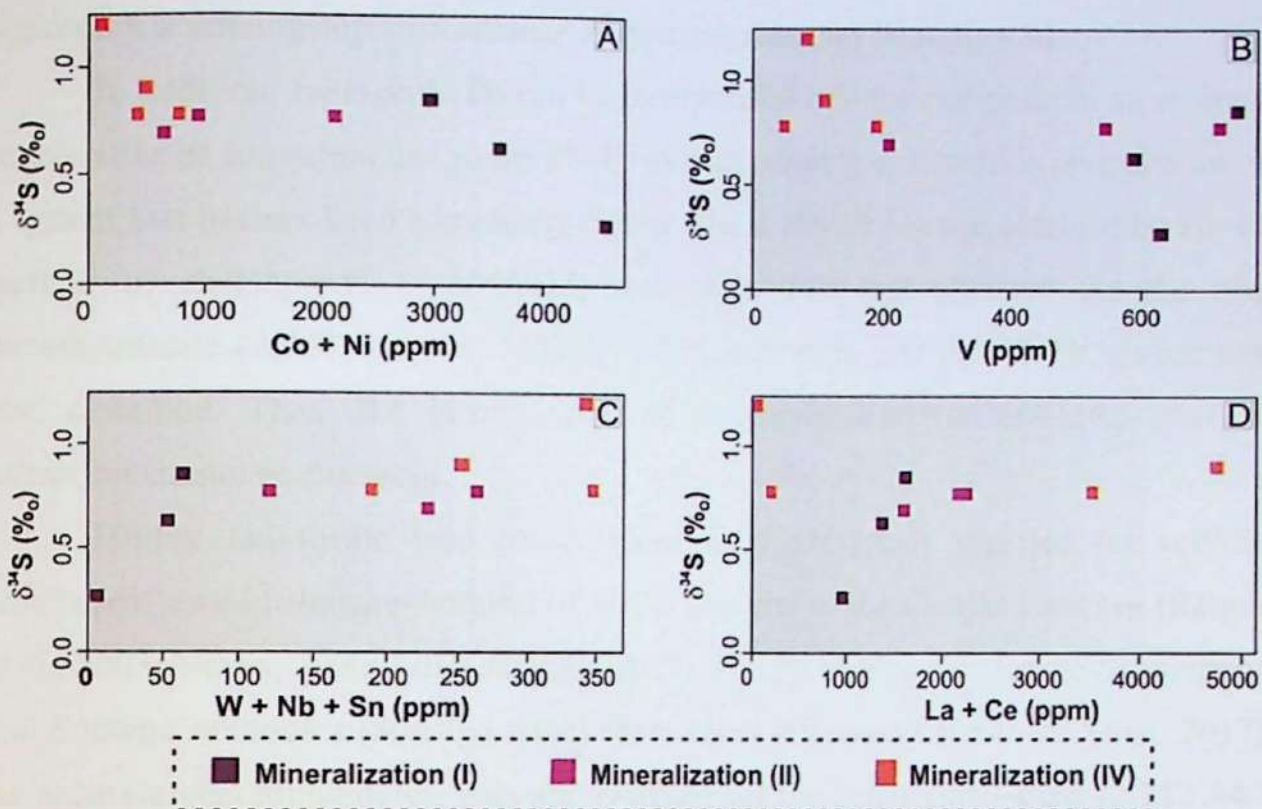 A
δ³⁴S (‰)
1.0
0.5
0.0
0 1000 2000 3000 4000
Co + Ni (ppm)
B
δ³⁴S (‰)
1.0
0.5
00
0 200 400 600
V (ppm)
C
δ³⁴S (‰)
1.0
0.5
0.0
0 50 100 150 200 250 300 350
W + Nb + Sn (ppm)
D
δ³⁴S (‰)
1.0
0.5
0.0
0 1000 2000 3000 4000 5000
La + Ce (ppm)
Mineralization (I) Mineralization (II) Mineralization (IV)